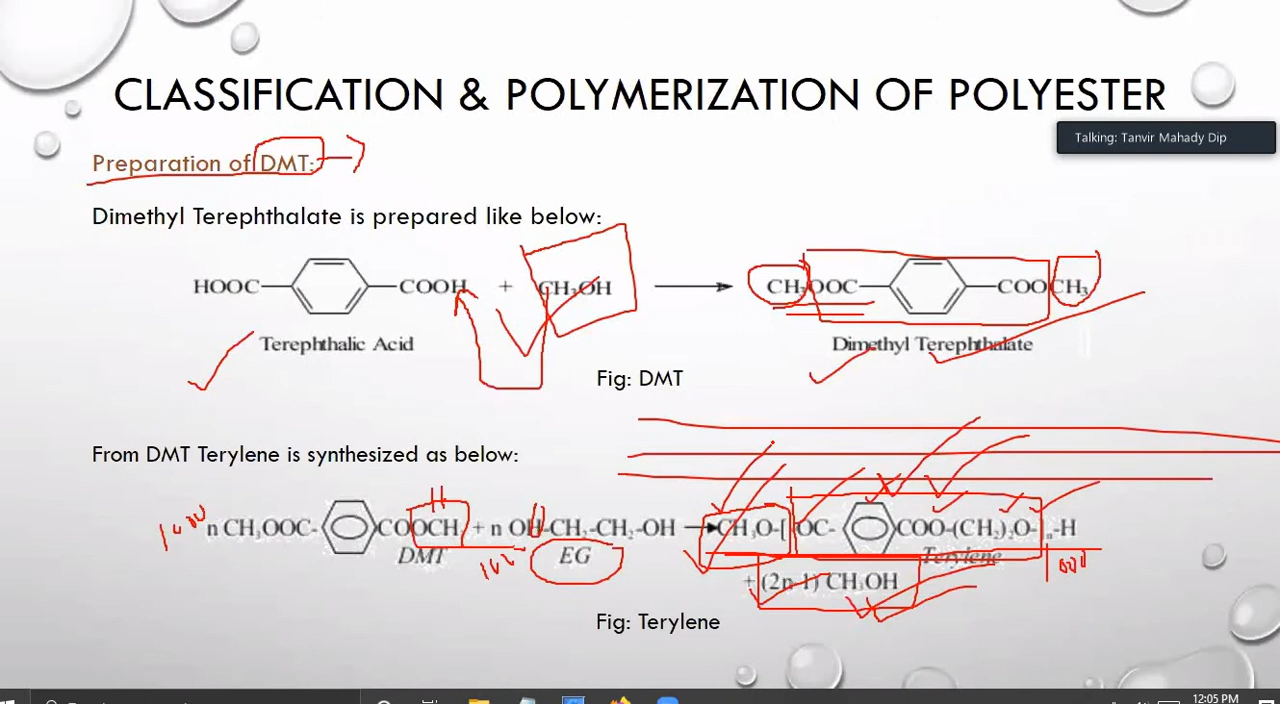 CLASSIFICATION & POLYMERIZATION OF POLYESTER
Talking: Tanvir Mahady Dip
Preparation of DMT:
Dimethyl Terephthalate is prepared like below:
HOOC COOH + CH₃OH CH₃OOC COOCH₃
Terephthalic Acid Dimethyl Terephthalate
Fig: DMT
From DMT Terylene is synthesized as below:
n CH₃OOC- COOCH₃ + n OH-CH₂-CH₂-OH CH₃O-[ OC- COO-(CH₂)₂O-]ₙ-H
DMT EG Terylene
+ (2n-1) CH₃OH
Fig: Terylene
12:05 PM